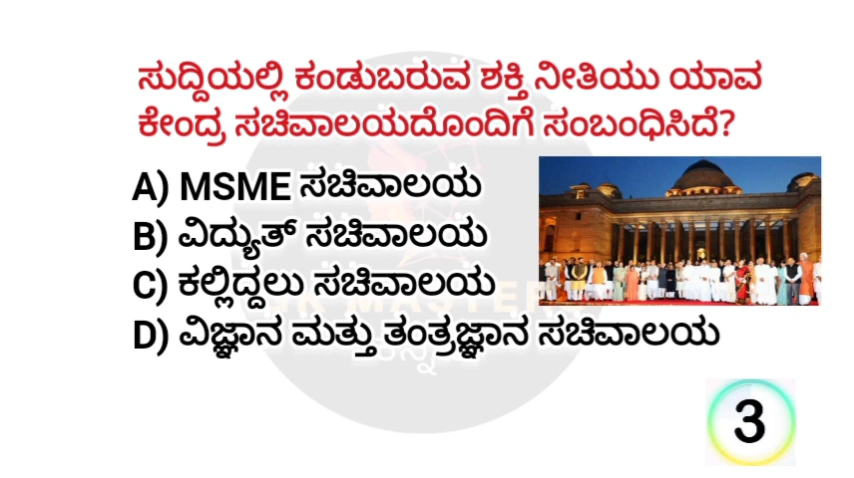 ಸುದ್ದಿಯಲ್ಲಿ ಕಂಡುಬರುವ ಶಕ್ತಿ ನೀತಿಯು ಯಾವ
ಕೇಂದ್ರ ಸಚಿವಾಲಯದೊಂದಿಗೆ ಸಂಬಂಧಿಸಿದೆ?
A) MSME ಸಚಿವಾಲಯ
B) ವಿದ್ಯುತ್ ಸಚಿವಾಲಯ
C) ಕಲ್ಲಿದ್ದಲು ಸಚಿವಾಲಯ
D) ವಿಜ್ಞಾನ ಮತ್ತು ತಂತ್ರಜ್ಞಾನ ಸಚಿವಾಲಯ
3